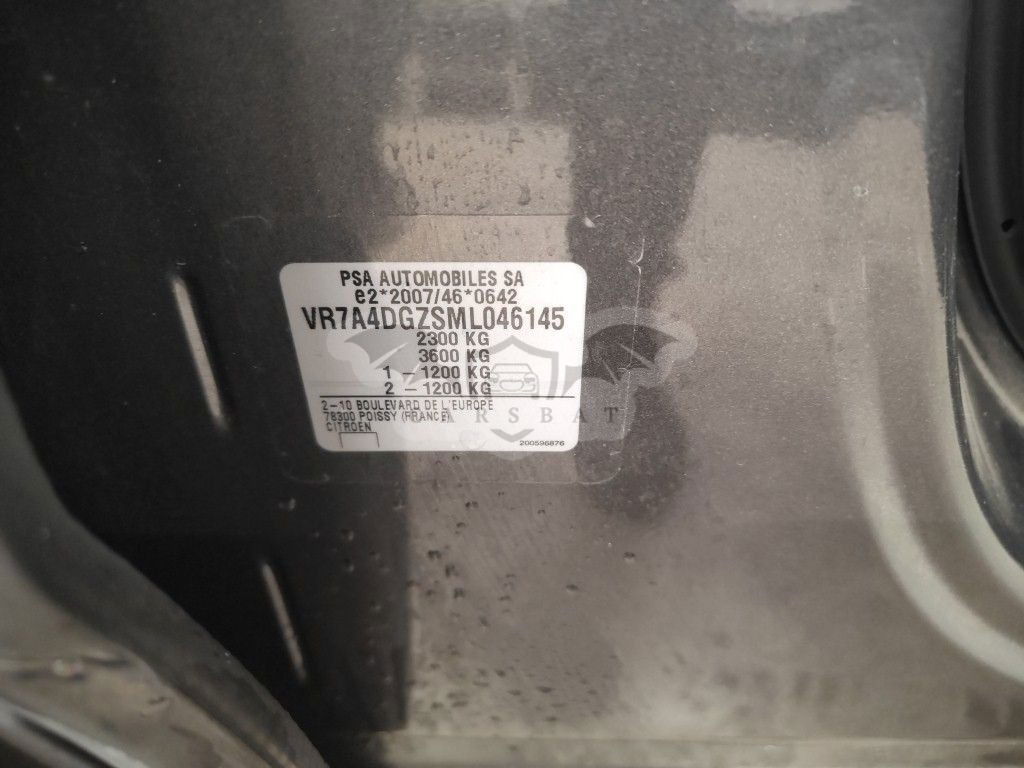 PSA AUTOMOBILES SA
e2*2007/46*0642
VR7A4DGZSML046145
2300 KG
3600 KG
1 – 1200 KG
2 – 1200 KG
2–10 BOULEVARD DE L'EUROPE
78300 POISSY (FRANCE)
CITROEN
200596876
CARSBAT